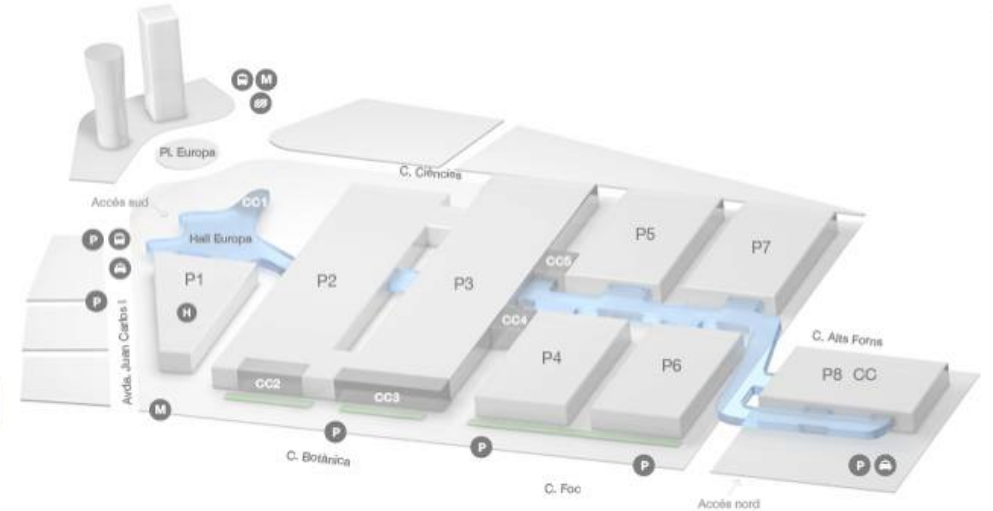 M
Pl. Europa
C. Ciències
Accés sud
CC1
P
Hall Europa
P5
P7
P1
P2
P3
CC5
P
H
CC4
Avda. Juan Carlos I
C. Alts Forns
P4
P6
P8 CC
CC2
CC3
M
P
C. Botànica
P
P
P
C. Foc
Accés nord